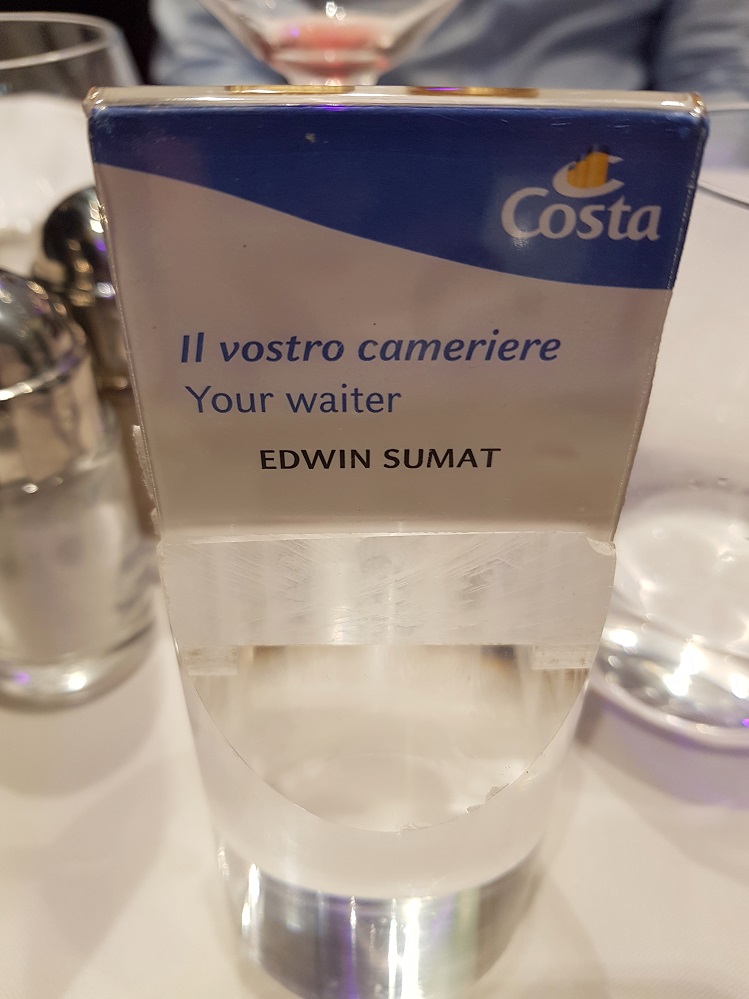 Costa
Il vostro cameriere
Your waiter
EDWIN SUMAT